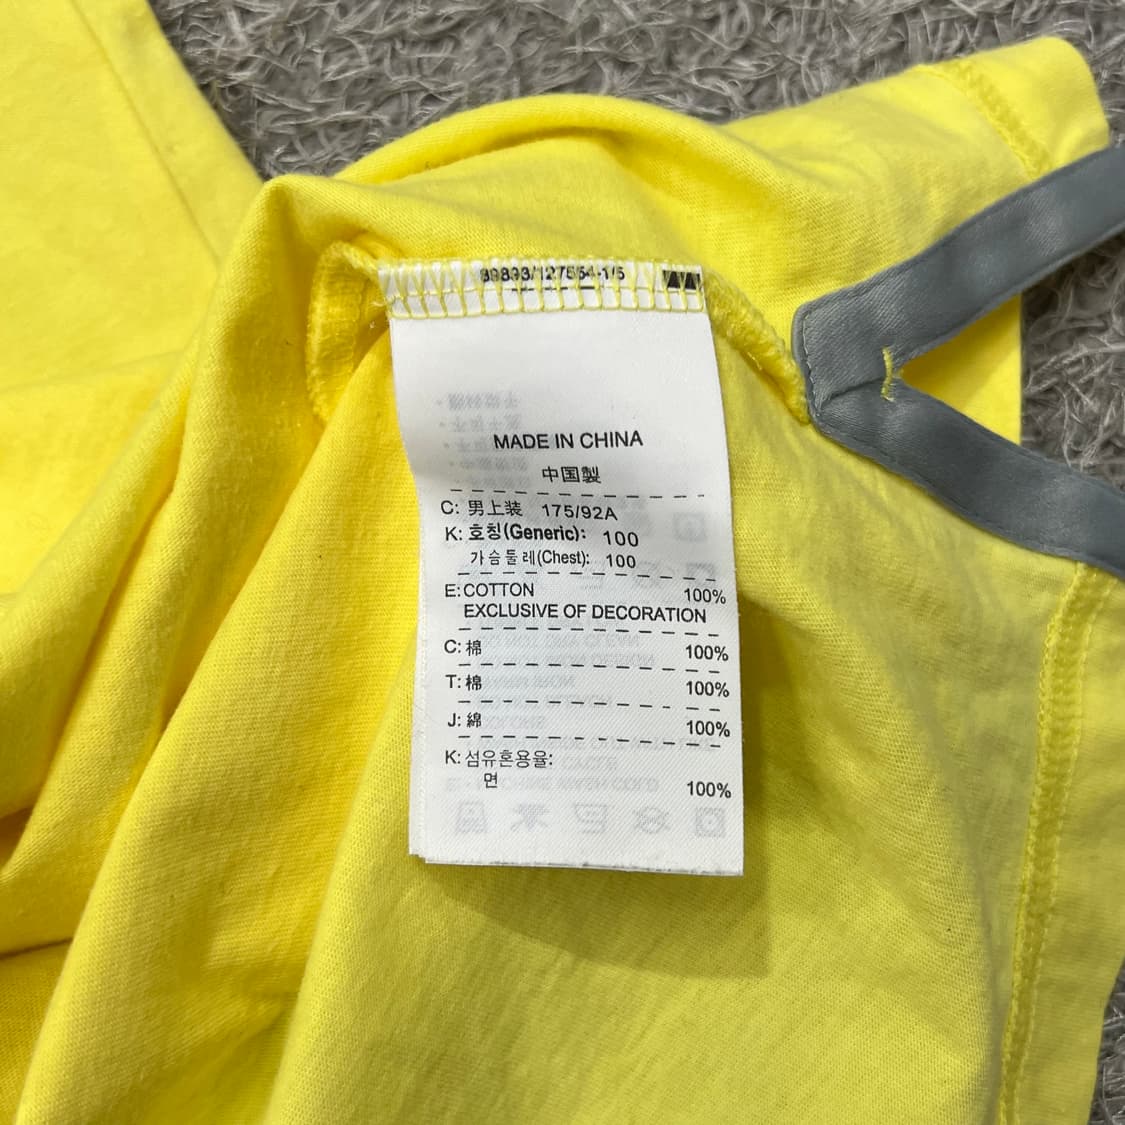 MADE IN CHINA
中国製
C: 男上装 175/92A
K: 호칭(Generic): 100
가슴둘레(Chest): 100
E: COTTON 100%
EXCLUSIVE OF DECORATION
C: 棉 100%
T: 棉 100%
J: 綿 100%
K: 섬유혼용율:
면 100%